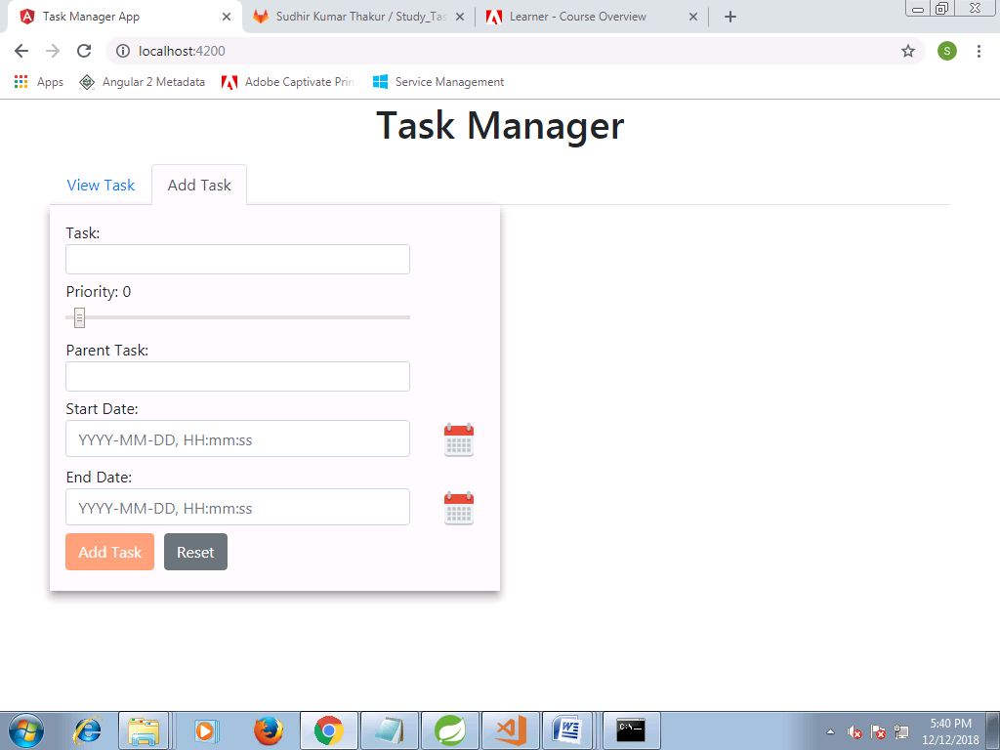 Task Manager App
Sudhir Kumar Thakur / Study_Tas
Learner - Course Overview
localhost:4200
S
Apps
Angular 2 Metadata
Adobe Captivate Prin
Service Management
Task Manager
View Task
Add Task
Task:
Priority: 0
Parent Task:
Start Date:
YYYY-MM-DD, HH:mm:ss
End Date:
YYYY-MM-DD, HH:mm:ss
Add Task
Reset
C:\._
5:40 PM
12/12/2018